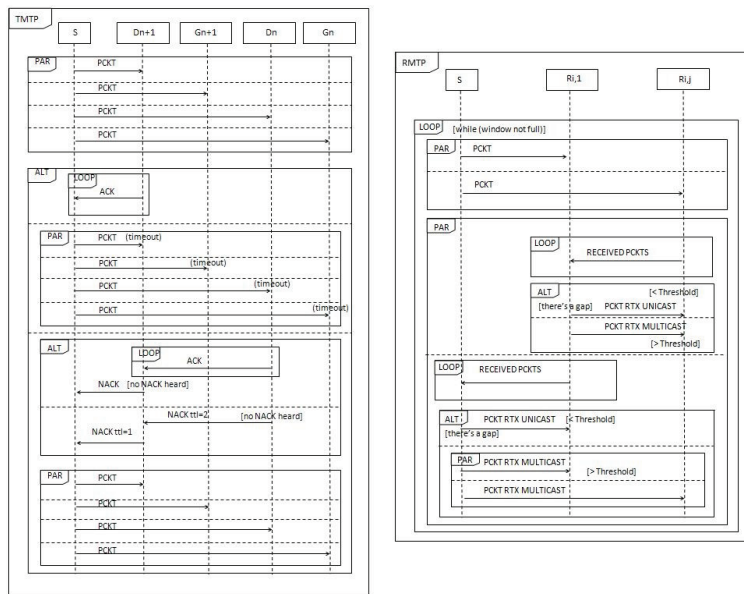 TMTP
S Dn+1 Gn+1 Dn Gn
PAR PCKT
PCKT
PCKT
PCKT
ALT
LOOP
ACK
PAR PCKT (timeout)
PCKT (timeout)
PCKT (timeout)
PCKT (timeout)
ALT
LOOP
ACK
NACK [no NACK heard]
NACK ttl=2 [no NACK heard]
NACK ttl=1
PAR PCKT
PCKT
PCKT
PCKT
RMTP
S Ri,1 Ri,j
LOOP [while (window not full)]
PAR PCKT
PCKT
PAR
LOOP
RECEIVED PCKTS
ALT [< Threshold]
[there's a gap] PCKT RTX UNICAST
PCKT RTX MULTICAST
[> Threshold]
LOOP RECEIVED PCKTS
ALT PCKT RTX UNICAST [< Threshold]
[there's a gap]
PAR PCKT RTX MULTICAST
[> Threshold]
PCKT RTX MULTICAST